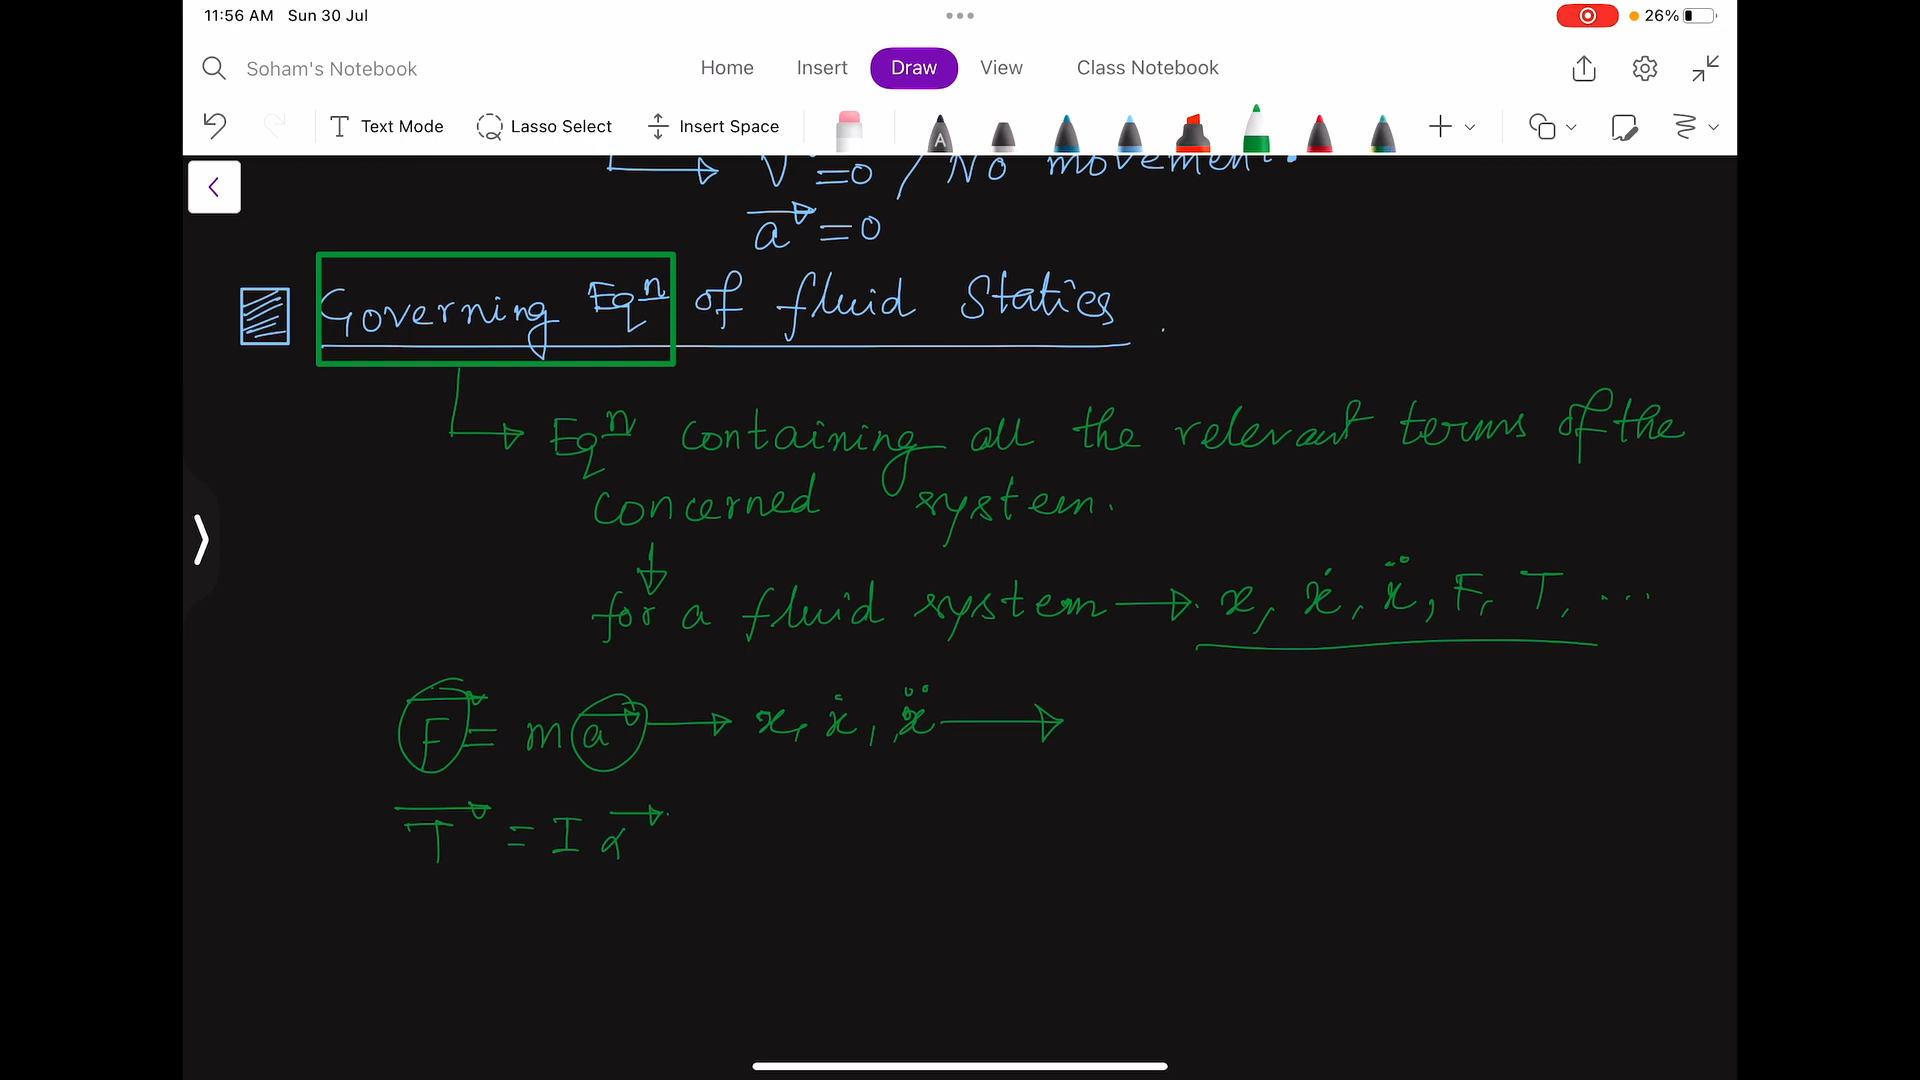 11:56 AM Sun 30 Jul
26%
Soham's Notebook
Home Insert Draw View Class Notebook
Text Mode Lasso Select Insert Space
A
V = 0 / No movement.
a⃗ = 0
Governing Eqⁿ of fluid Statics
Eqⁿ containing all the relevant terms of the
concerned system.
for a fluid system → x, ẋ, ẍ, F, T, ...
F⃗ = m a⃗ → x, ẋ, ẍ →
T⃗ = I α⃗